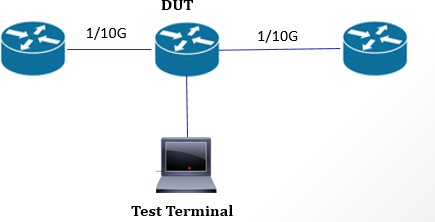 DUT
1/10G
1/10G
Test Terminal